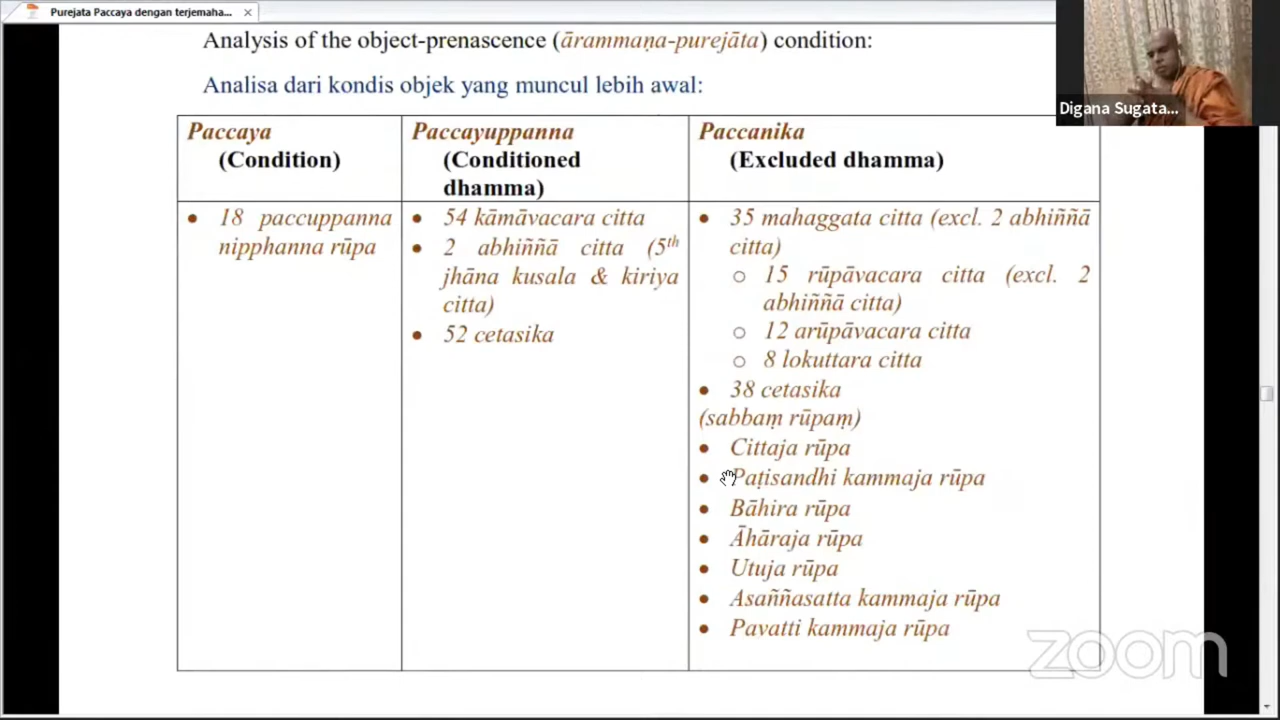 Purejata Paccaya dengan terjemaha... ×
Analysis of the object-prenascence (ārammaṇa-purejāta) condition:
Analisa dari kondis objek yang muncul lebih awal:
Digana Sugata...
Paccaya
(Condition)
Paccayuppanna
(Conditioned
dhamma)
Paccanika
(Excluded dhamma)
• 18 paccuppanna
nipphanna rūpa
• 54 kāmāvacara citta
• 2 abhiññā citta (5th
jhāna kusala & kiriya
citta)
• 52 cetasika
• 35 mahaggata citta (excl. 2 abhiññā
citta)
o 15 rūpāvacara citta (excl. 2
abhiññā citta)
o 12 arūpāvacara citta
o 8 lokuttara citta
• 38 cetasika
(sabbaṃ rūpaṃ)
• Cittaja rūpa
• Paṭisandhi kammaja rūpa
• Bāhira rūpa
• Āhāraja rūpa
• Utuja rūpa
• Asaññasatta kammaja rūpa
• Pavatti kammaja rūpa
zoom